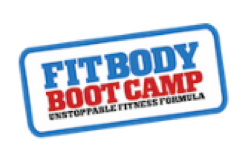 FIT BODY
BOOT CAMP
UNSTOPPABLE FITNESS FORMULA